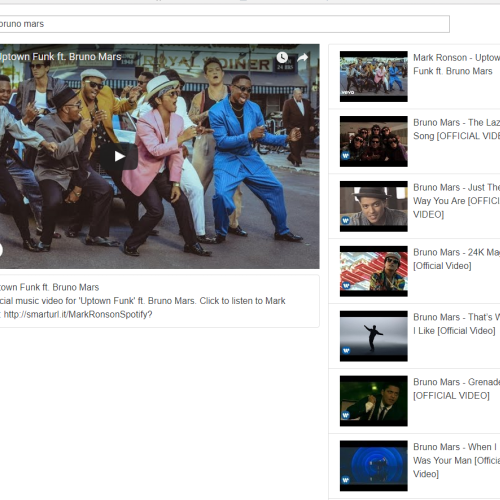 bruno mars
Uptown Funk ft. Bruno Mars
ROYAL DINER
town Funk ft. Bruno Mars
cial music video for 'Uptown Funk' ft. Bruno Mars. Click to listen to Mark
: http://smarturl.it/MarkRonsonSpotify?
Mark Ronson - Uptow
Funk ft. Bruno Mars
Bruno Mars - The Laz
Song [OFFICIAL VIDE
Bruno Mars - Just The
Way You Are [OFFICI
VIDEO]
Bruno Mars - 24K Mag
[Official Video]
Bruno Mars - That's W
I Like [Official Video]
Bruno Mars - Grenade
[OFFICIAL VIDEO]
Bruno Mars - When I
Was Your Man [Offici
Video]